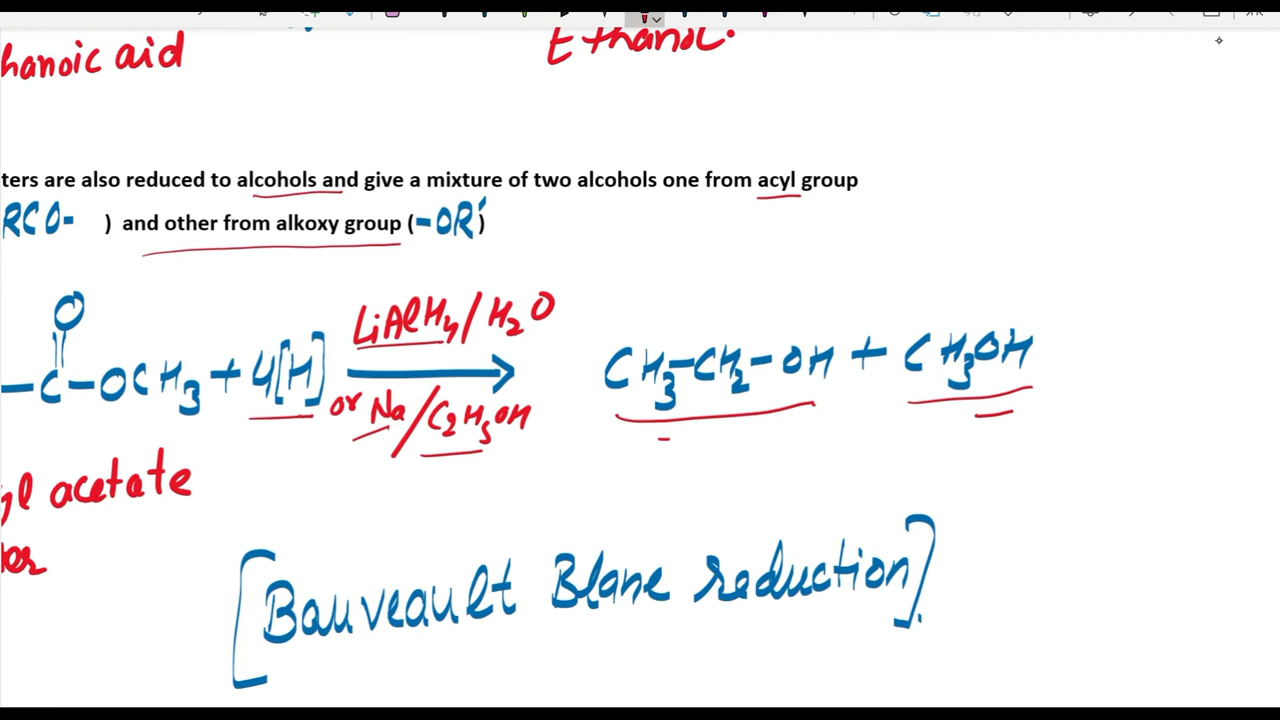 hanoic aid
Ethanol.
ters are also reduced to alcohols and give a mixture of two alcohols one from acyl group
RCO- ) and other from alkoxy group (-OR')
O
||
-C-OCH3 + 4[H] LiAlH4/H2O CH3-CH2-OH + CH3OH
or Na/C2H5OH
yl acetate
[Bauveault Blane reduction].